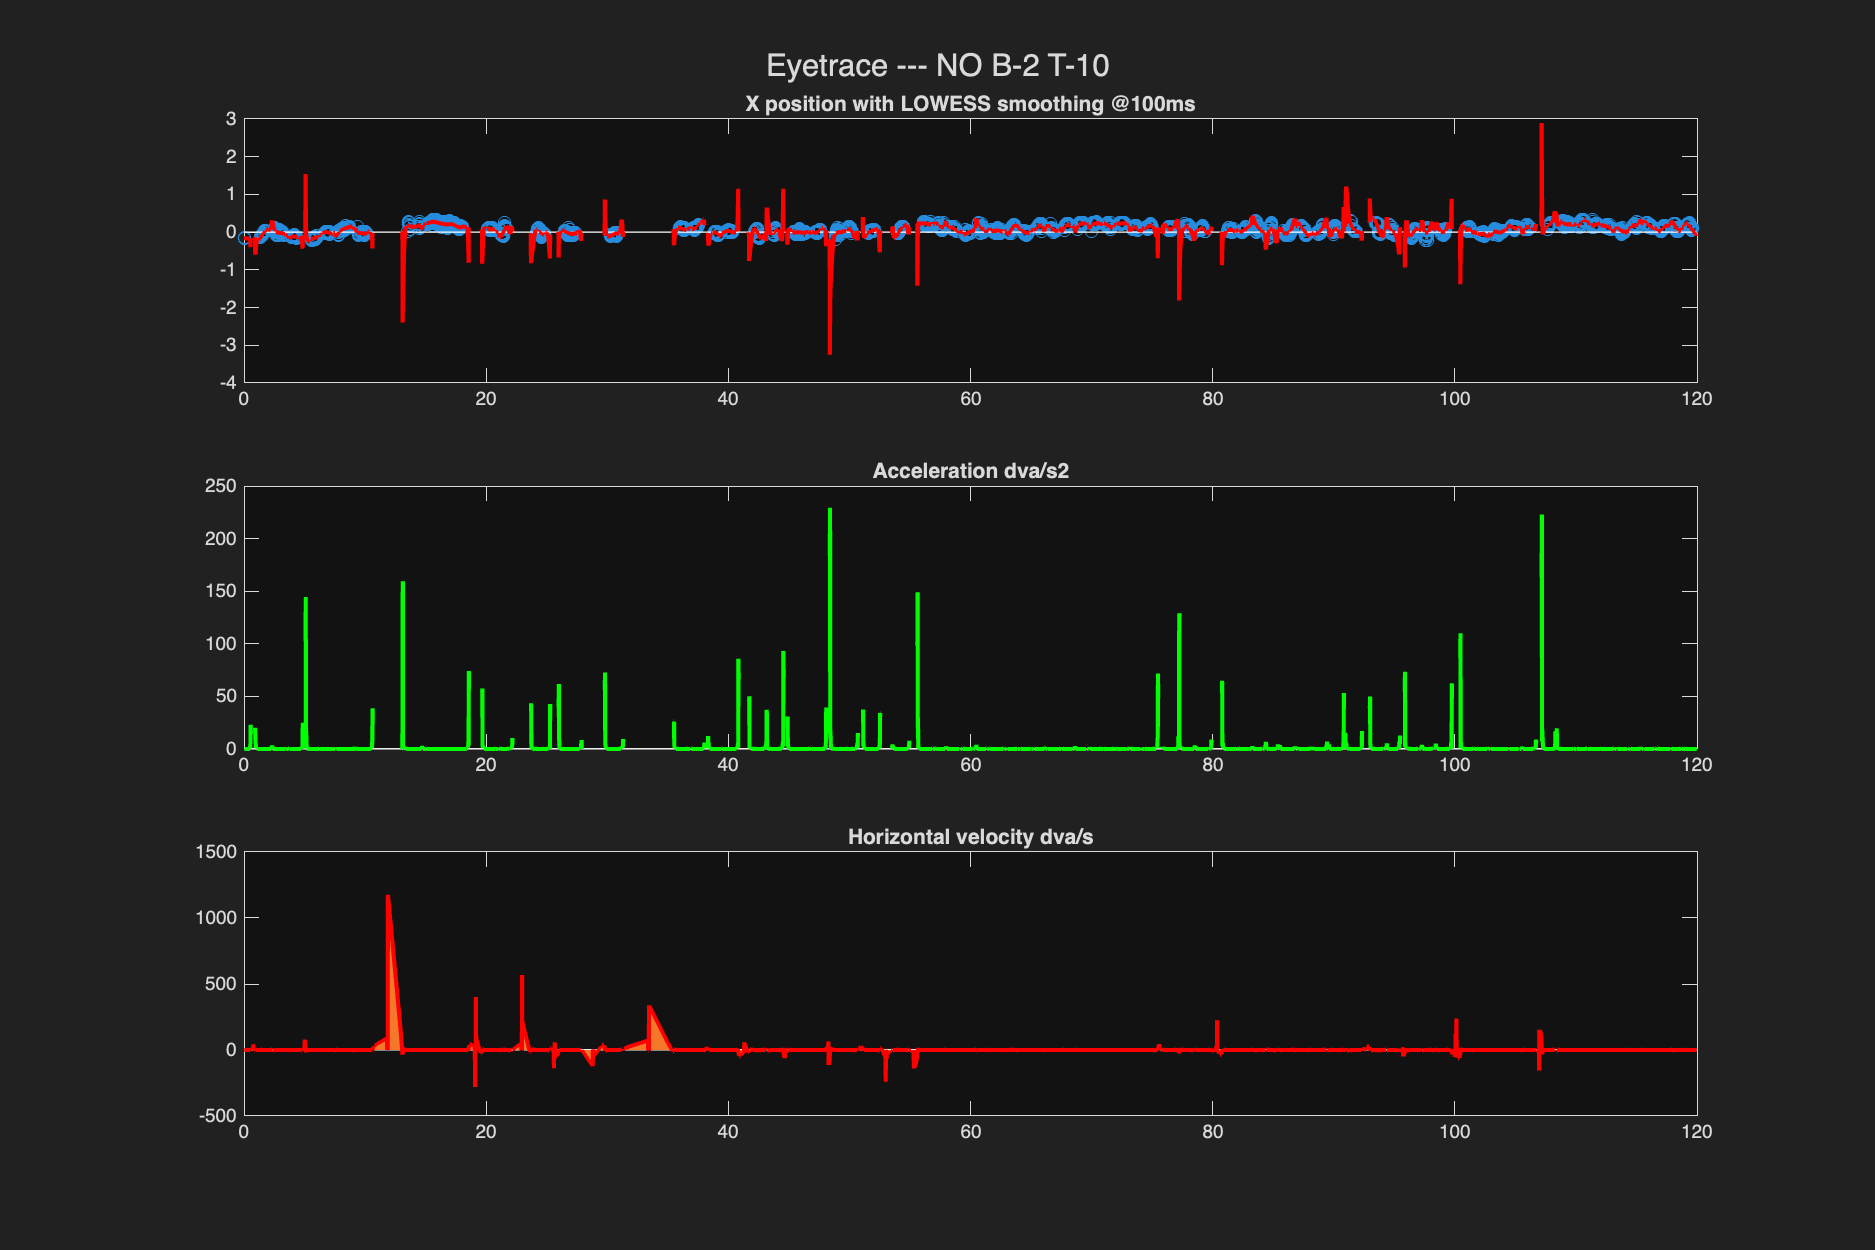 Eyetrace --- NO B-2 T-10
X position with LOWESS smoothing @100ms
3
2
1
0
-1
-2
-3
-4
0 20 40 60 80 100 120
Acceleration dva/s2
250
200
150
100
50
0
0 20 40 60 80 100 120
Horizontal velocity dva/s
1500
1000
500
0
-500
0 20 40 60 80 100 120